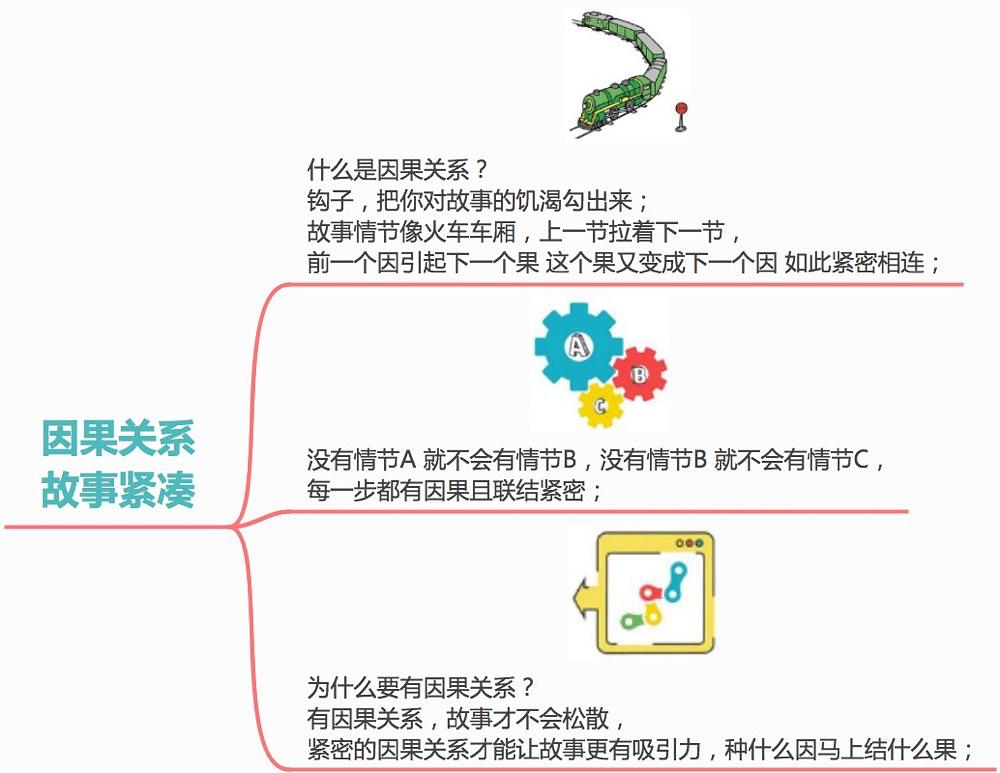 什么是因果关系？
钩子，把你对故事的饥渴勾出来；
故事情节像火车车厢，上一节拉着下一节，
前一个因引起下一个果 这个果又变成下一个因 如此紧密相连；
A
B
C
因果关系
故事紧凑
没有情节A 就不会有情节B，没有情节B 就不会有情节C，
每一步都有因果且联结紧密；
为什么要有因果关系？
有因果关系，故事才不会松散，
紧密的因果关系才能让故事更有吸引力，种什么因马上结什么果；